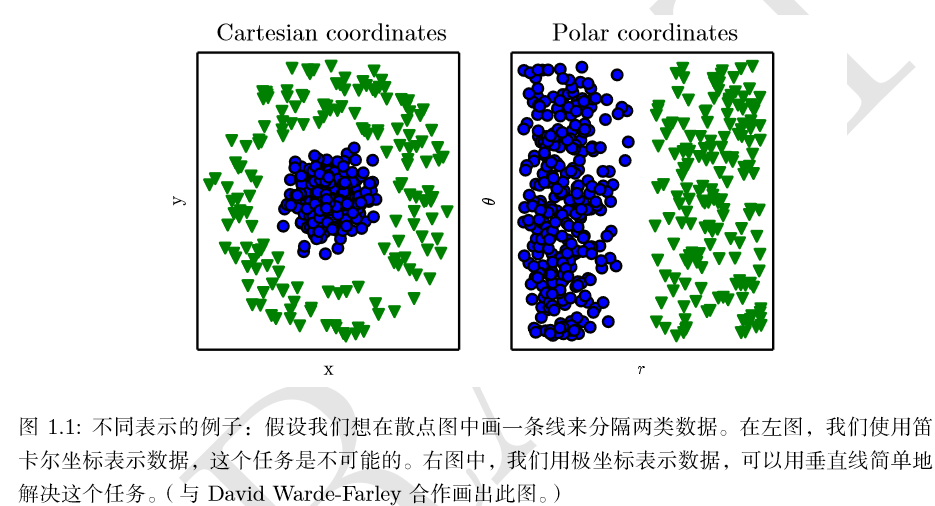 Cartesian coordinates
Polar coordinates
y
θ
x
r
图 1.1: 不同表示的例子：假设我们想在散点图中画一条线来分隔两类数据。在左图，我们使用笛
卡尔坐标表示数据，这个任务是不可能的。右图中，我们用极坐标表示数据，可以用垂直线简单地
解决这个任务。（与 David Warde-Farley 合作画出此图。）